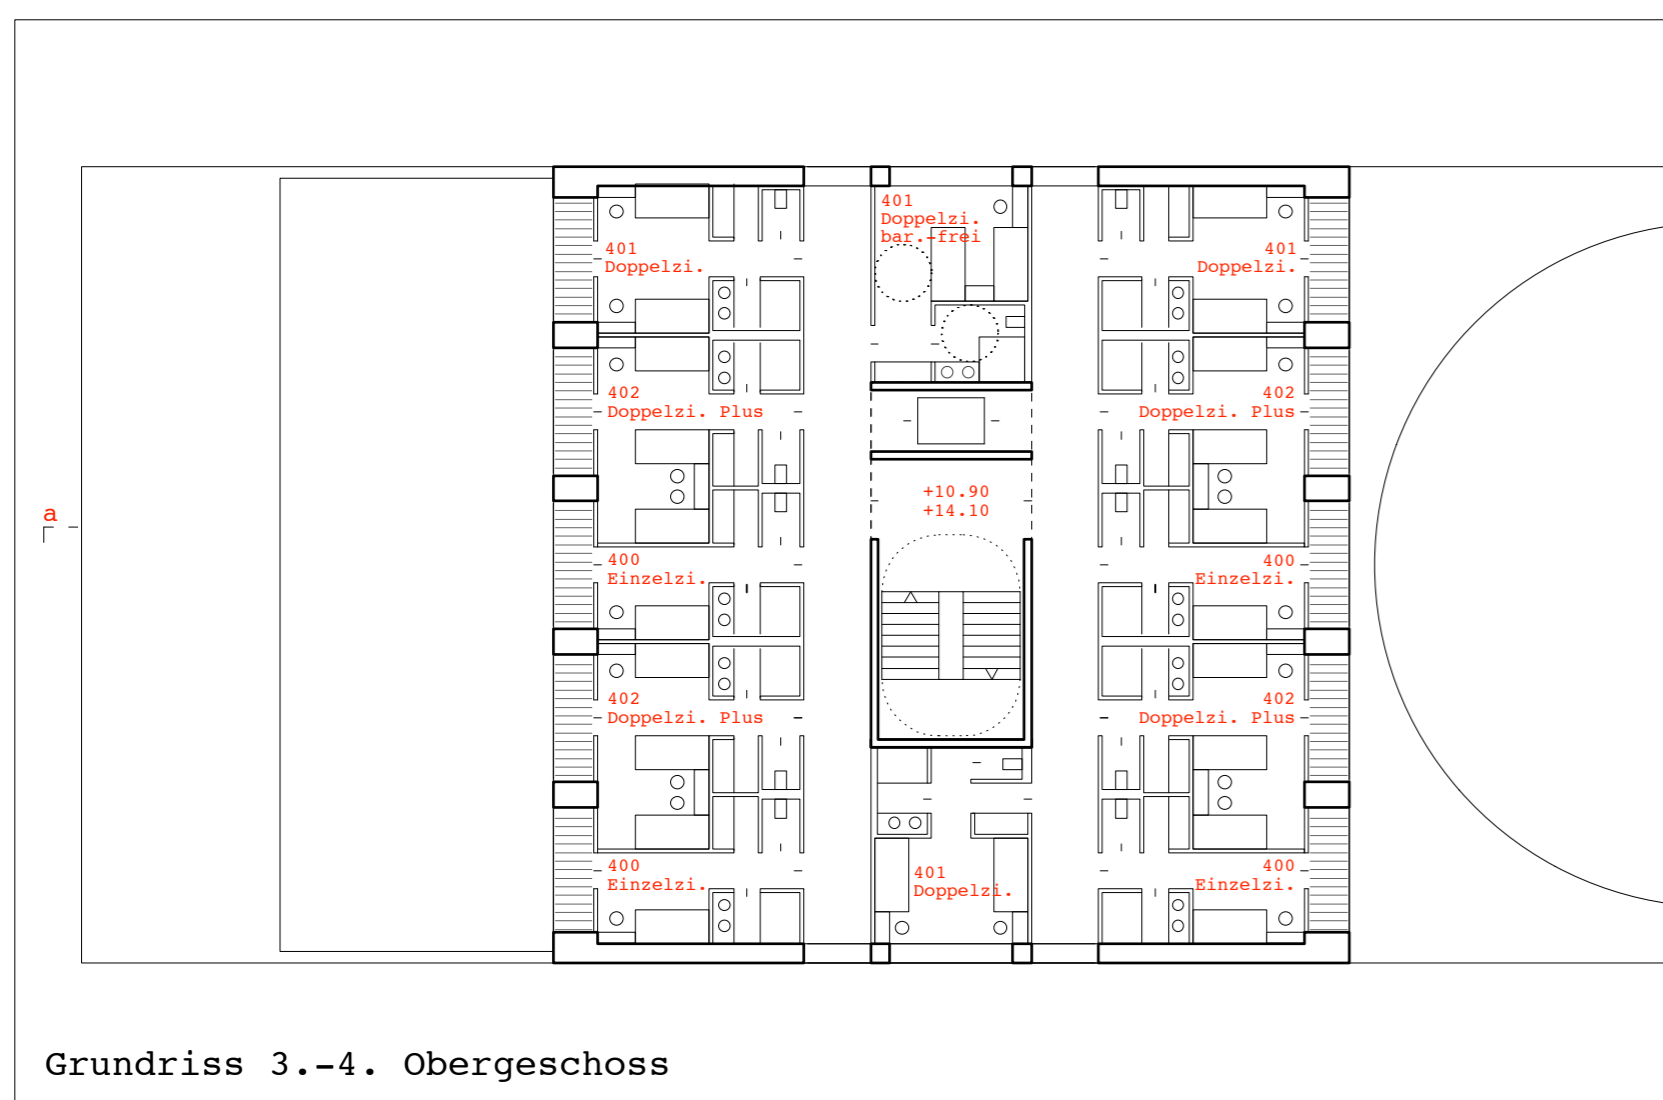 401
Doppelzi.
bar.-frei
401
Doppelzi.
401
Doppelzi.
402
Doppelzi. Plus
402
Doppelzi. Plus
+10.90
+14.10
a
400
Einzelzi.
400
Einzelzi.
402
Doppelzi. Plus
402
Doppelzi. Plus
400
Einzelzi.
401
Doppelzi.
400
Einzelzi.
Grundriss 3.-4. Obergeschoss